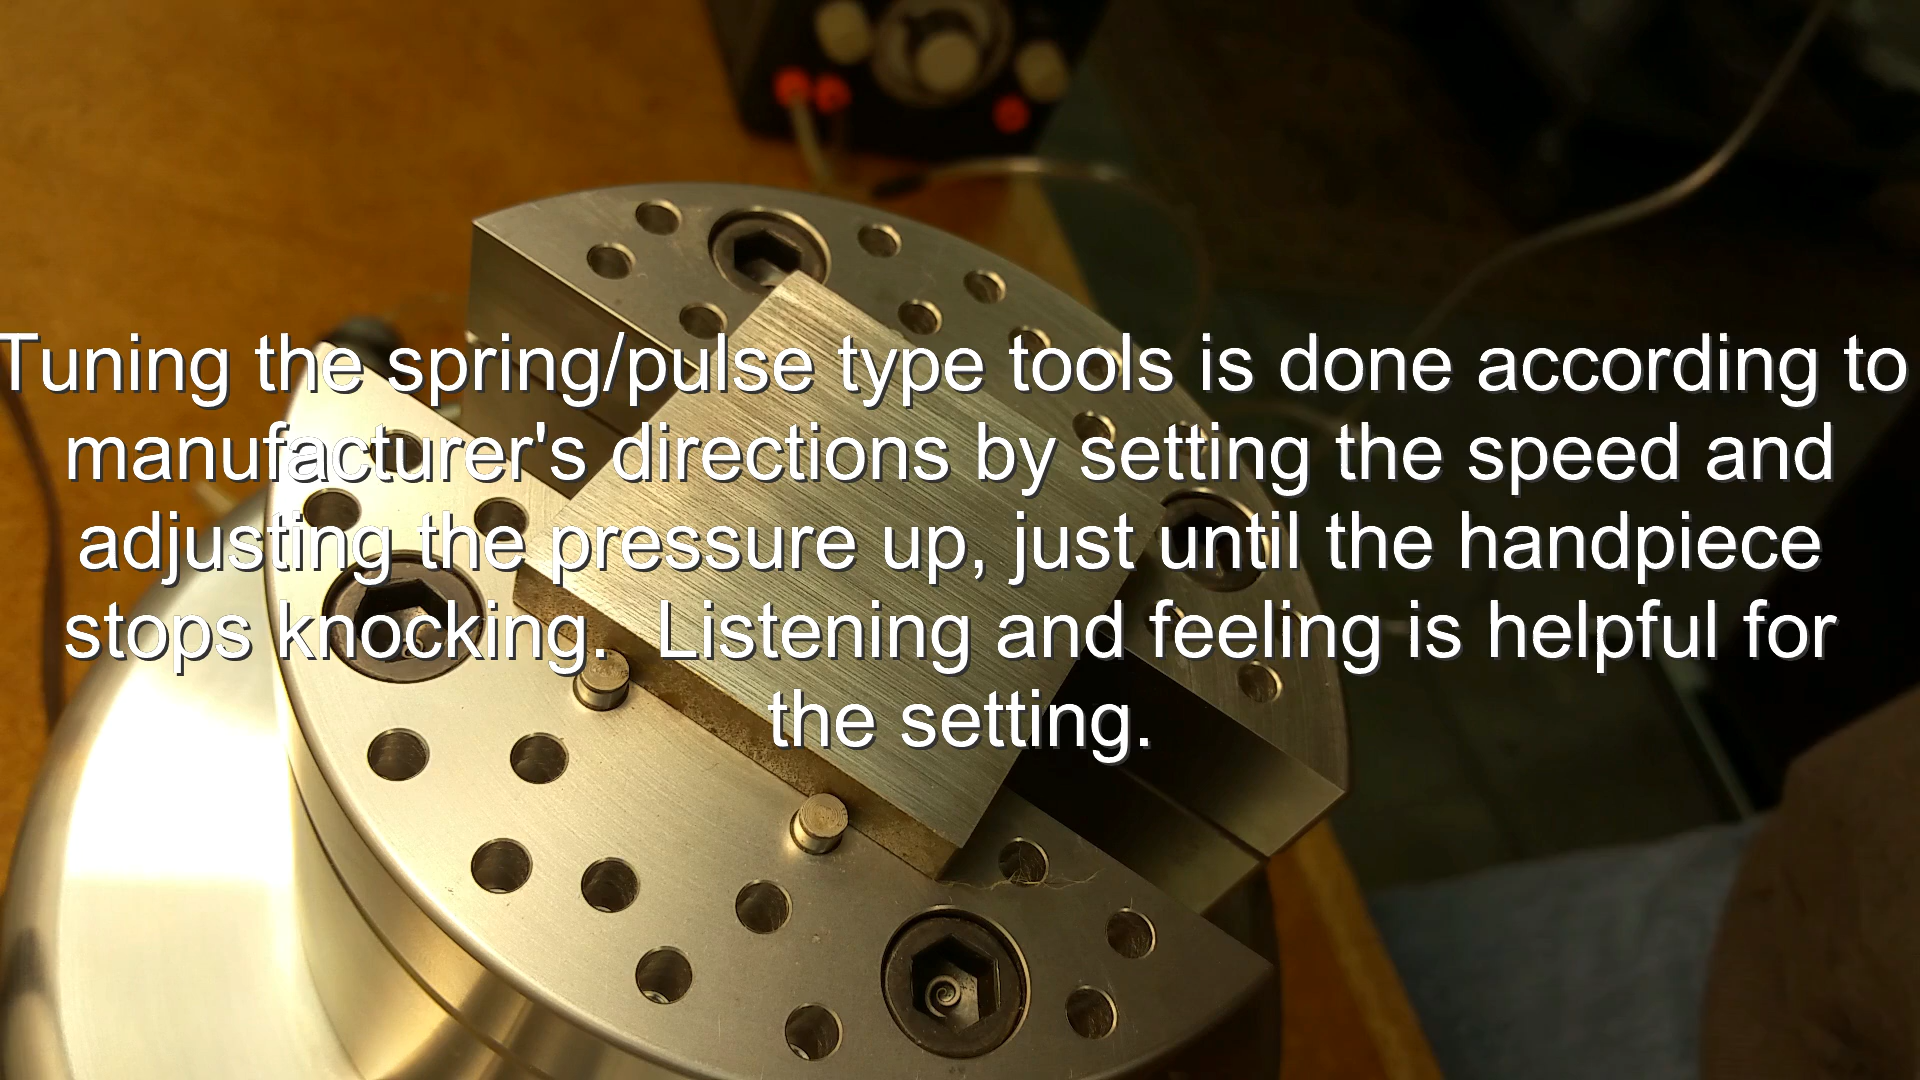 Tuning the spring/pulse type tools is done according to
manufacturer's directions by setting the speed and
adjusting the pressure up, just until the handpiece
stops knocking.  Listening and feeling is helpful for
the setting.